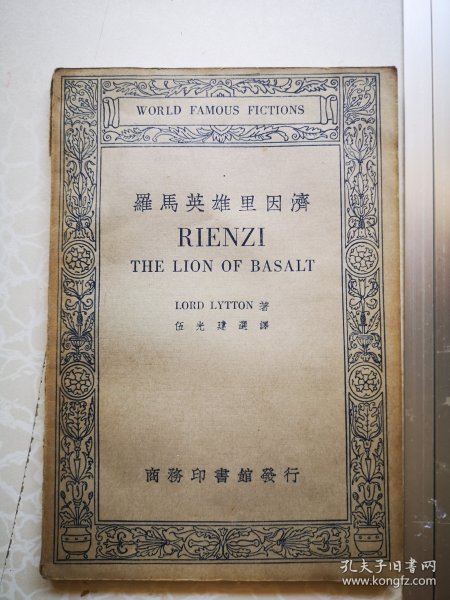 WORLD FAMOUS FICTIONS
羅馬英雄里因濟
RIENZI
THE LION OF BASALT
LORD LYTTON 著
伍光建選譯
商務印書館發行
孔夫子旧书网
www.kongfz.com